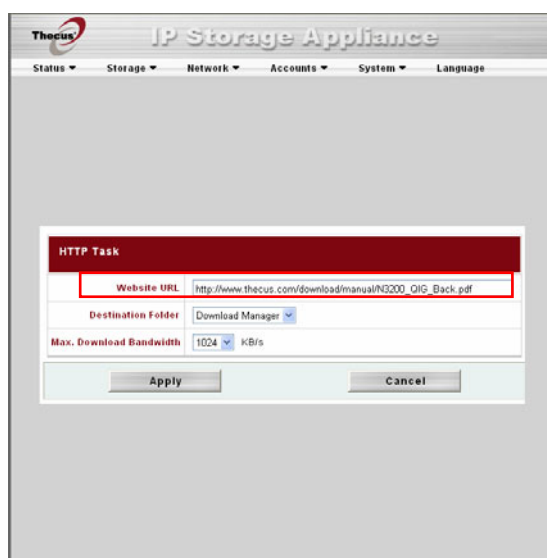 Thecus
IP Storage Appliance
Status Storage Network Accounts System Language
HTTP Task
Website URL http://www.thecus.com/download/manual/N3200_QIG_Back.pdf
Destination Folder Download Manager
Max. Download Bandwidth 1024 KB/s
Apply Cancel